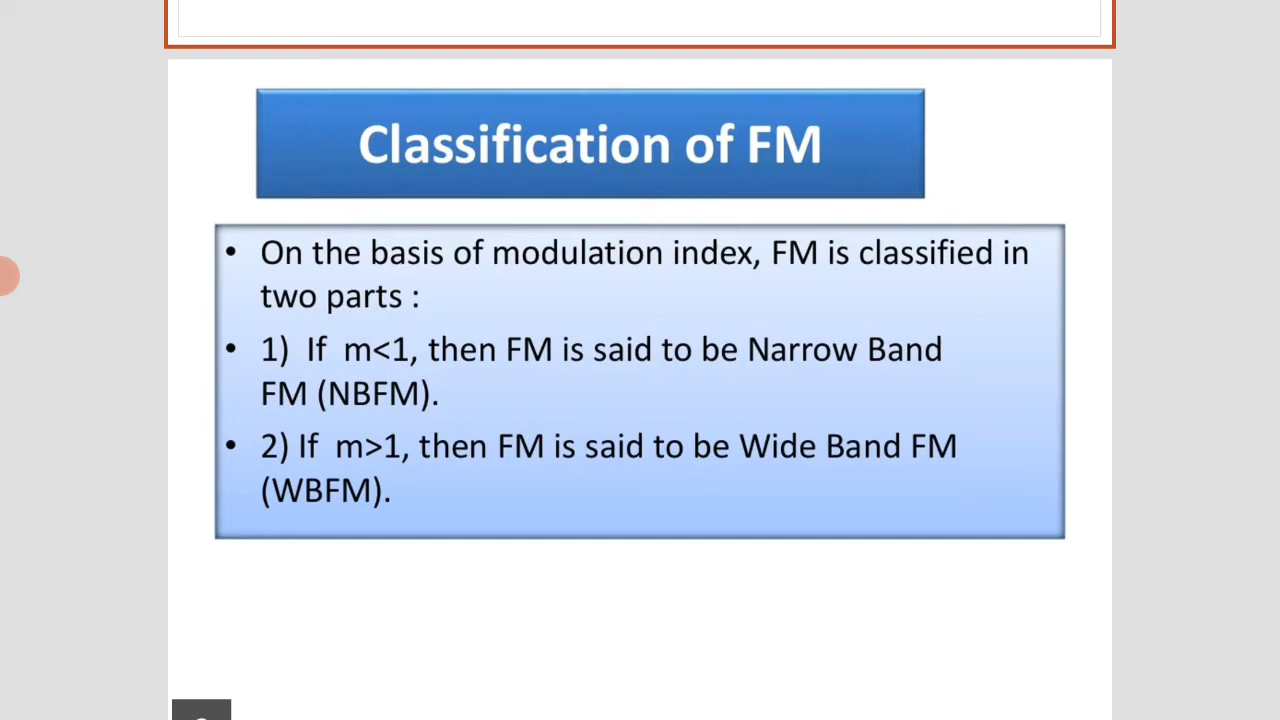 Classification of FM
• On the basis of modulation index, FM is classified in
two parts :
• 1)  If  m<1, then FM is said to be Narrow Band
FM (NBFM).
• 2) If  m>1, then FM is said to be Wide Band FM
(WBFM).